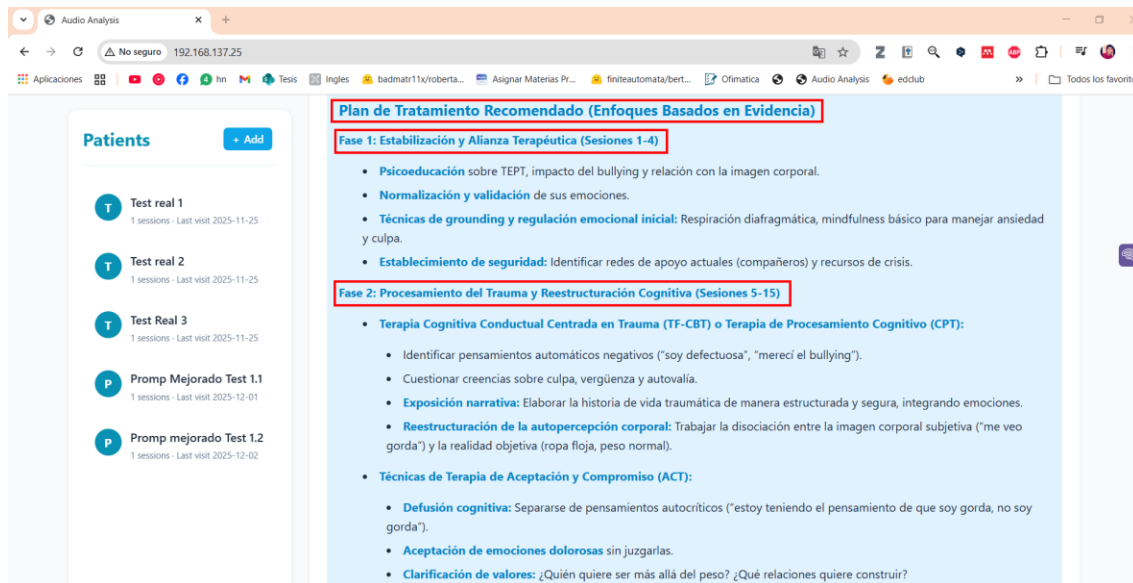 Audio Analysis
No seguro 192.168.137.25
Aplicaciones hn Tesis Ingles badmatr11x/roberta... Asignar Materias Pr... finiteautomata/bert... Ofimatica Audio Analysis edclub » Todos los favorit
Patients
+ Add
T
Test real 1
1 sessions · Last visit 2025-11-25
T
Test real 2
1 sessions · Last visit 2025-11-25
T
Test Real 3
1 sessions · Last visit 2025-11-25
P
Promp Mejorado Test 1.1
1 sessions · Last visit 2025-12-01
P
Promp mejorado Test 1.2
1 sessions · Last visit 2025-12-02
Plan de Tratamiento Recomendado (Enfoques Basados en Evidencia)
Fase 1: Estabilización y Alianza Terapéutica (Sesiones 1-4)
• Psicoeducación sobre TEPT, impacto del bullying y relación con la imagen corporal.
• Normalización y validación de sus emociones.
• Técnicas de grounding y regulación emocional inicial: Respiración diafragmática, mindfulness básico para manejar ansiedad
y culpa.
• Establecimiento de seguridad: Identificar redes de apoyo actuales (compañeros) y recursos de crisis.
Fase 2: Procesamiento del Trauma y Reestructuración Cognitiva (Sesiones 5-15)
• Terapia Cognitiva Conductual Centrada en Trauma (TF-CBT) o Terapia de Procesamiento Cognitivo (CPT):
• Identificar pensamientos automáticos negativos (“soy defectuosa”, “merecí el bullying”).
• Cuestionar creencias sobre culpa, vergüenza y autovalía.
• Exposición narrativa: Elaborar la historia de vida traumática de manera estructurada y segura, integrando emociones.
• Reestructuración de la autopercepción corporal: Trabajar la disociación entre la imagen corporal subjetiva (“me veo
gorda”) y la realidad objetiva (ropa floja, peso normal).
• Técnicas de Terapia de Aceptación y Compromiso (ACT):
• Defusión cognitiva: Separarse de pensamientos autocríticos (“estoy teniendo el pensamiento de que soy gorda, no soy
gorda”).
• Aceptación de emociones dolorosas sin juzgarlas.
• Clarificación de valores: ¿Quién quiere ser más allá del peso? ¿Qué relaciones quiere construir?